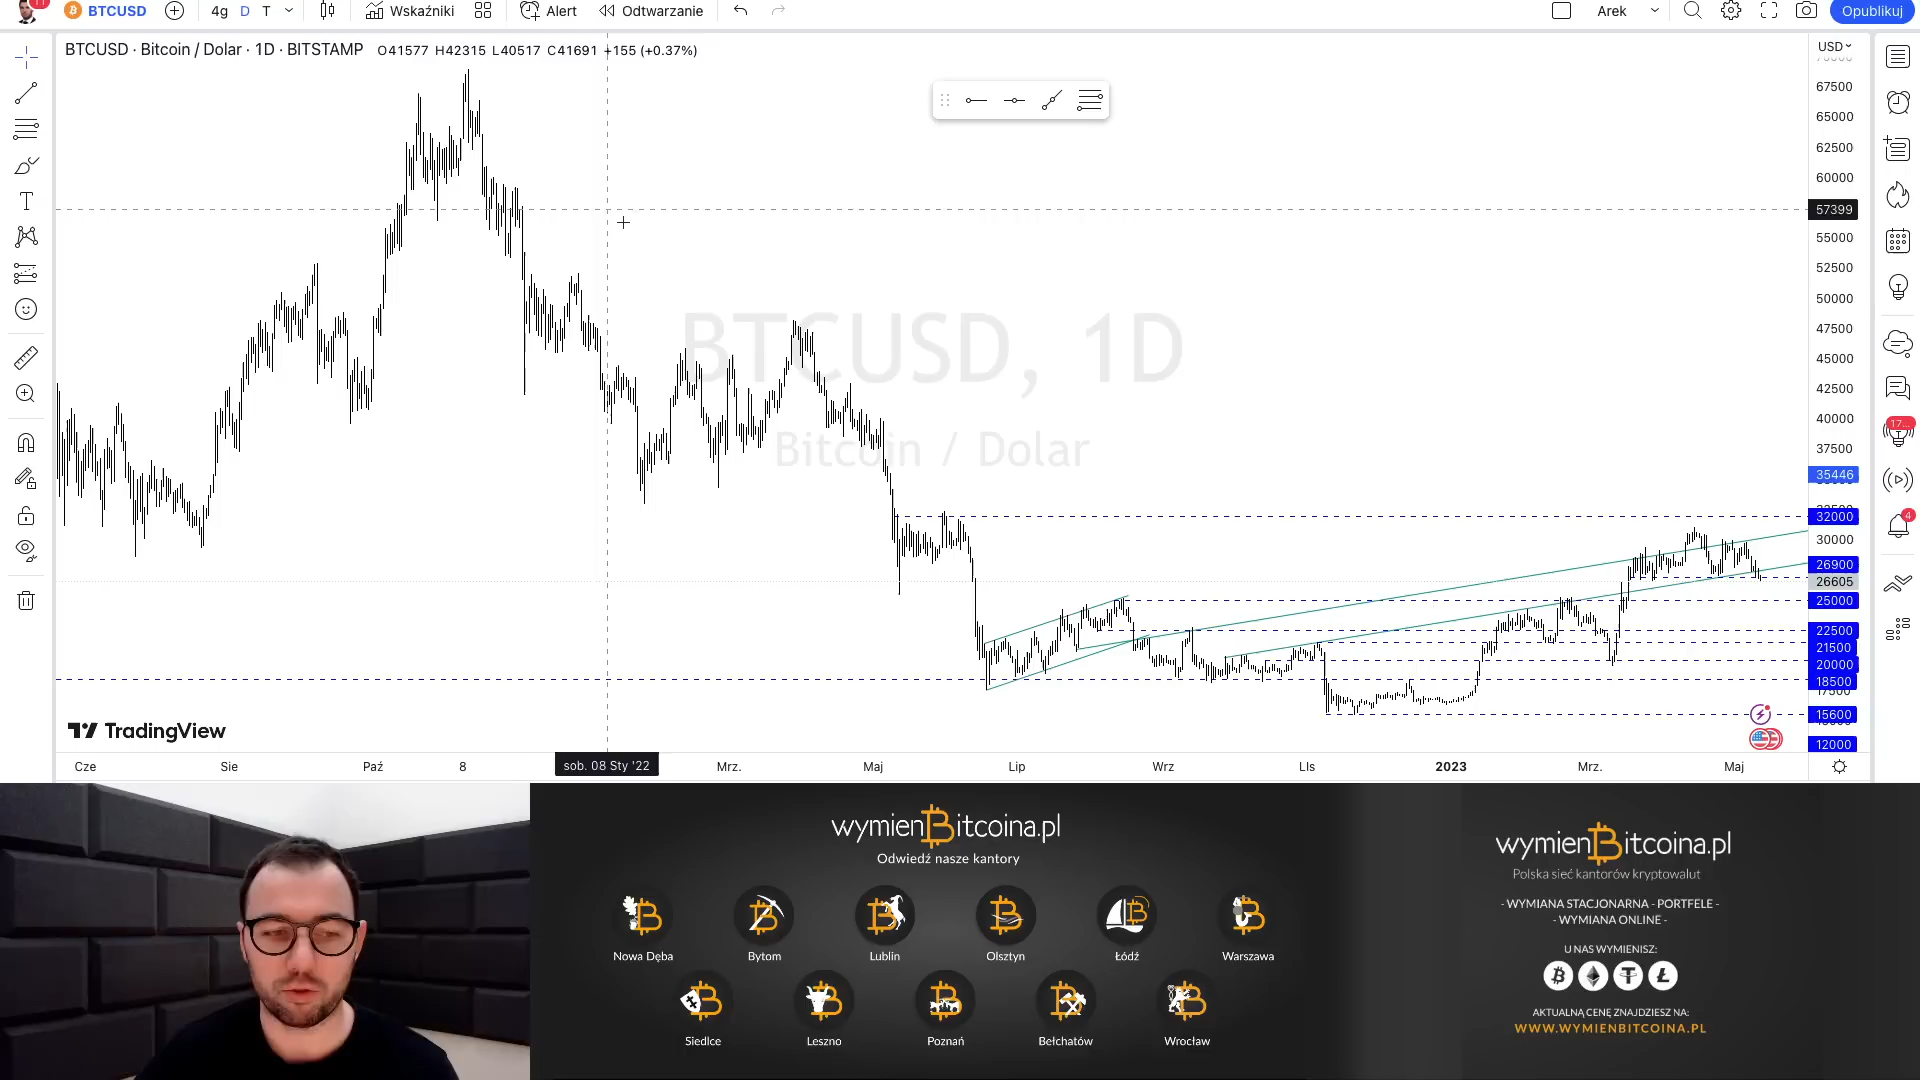 11
BTCUSD
4g
D
T
Wskaźniki
Alert
Odtwarzanie
Arek
Opublikuj
BTCUSD · Bitcoin / Dolar · 1D · BITSTAMP O41577 H42315 L40517 C41691 +155 (+0.37%)
USD
67500
65000
62500
60000
57399
55000
52500
50000
47500
45000
42500
40000
37500
35446
32000
30000
26900
26605
25000
22500
21500
20000
18500
17500
15600
12000
BTCUSD, 1D
Bitcoin / Dolar
17...
4
TradingView
Cze
Sie
Paź
8
sob. 08 Sty '22
Mrz.
Maj
Lip
Wrz
LIs
2023
Mrz.
Maj
wymienBitcoina.pl
Odwiedź nasze kantory
Nowa Dęba
Bytom
Lublin
Olsztyn
Łódź
Warszawa
Siedlce
Leszno
Poznań
Bełchatów
Wrocław
wymienBitcoina.pl
Polska sieć kantorów kryptowalut
- WYMIANA STACJONARNA - PORTFELE -
- WYMIANA ONLINE -
U NAS WYMIENISZ:
AKTUALNĄ CENĘ ZNAJDZIESZ NA:
WWW.WYMIENBITCOINA.PL